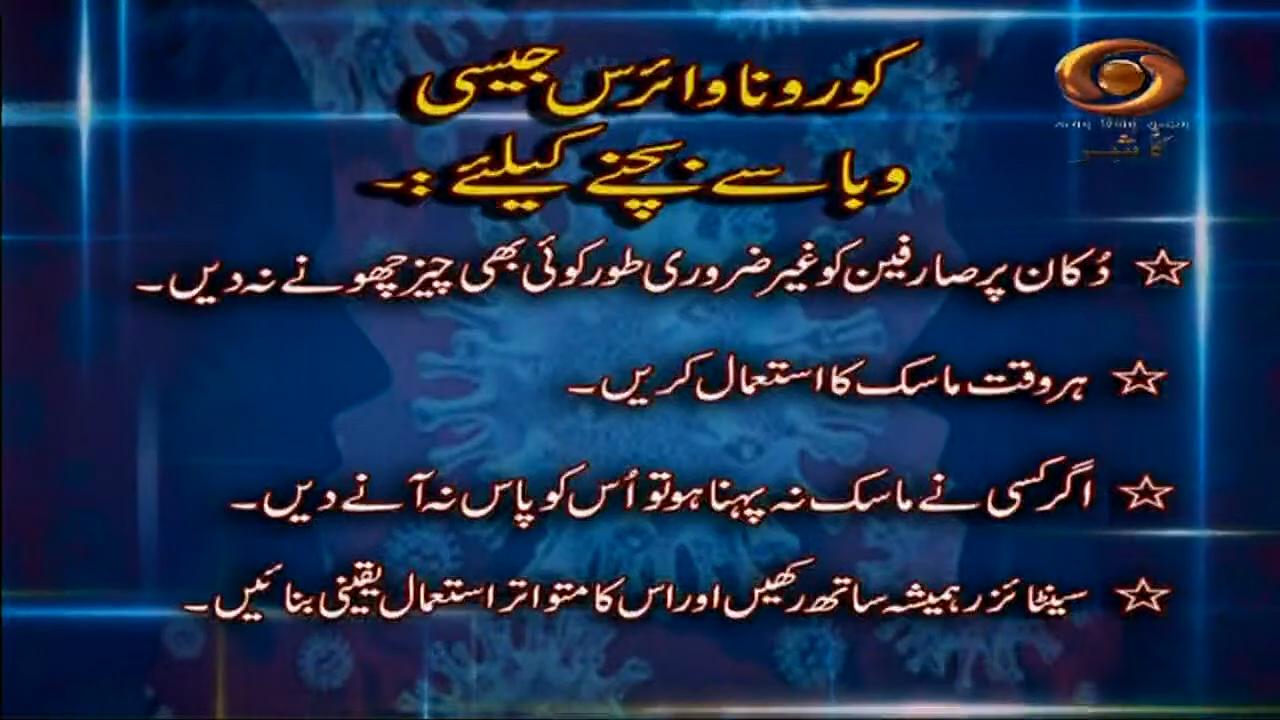 کورونا وائرس جیسی
وبا سے بچنے کیلئے :۔
کأشر
☆ دُکان پر صارفین کو غیر ضروری طور کوئی بھی چیز چھونے نہ دیں۔
☆ ہر وقت ماسک کا استعمال کریں۔
☆ اگر کسی نے ماسک نہ پہنا ہو تو اُس کو پاس نہ آنے دیں۔
☆ سینٹائزر ہمیشہ ساتھ رکھیں اور اس کا متواتر استعمال یقینی بنائیں۔